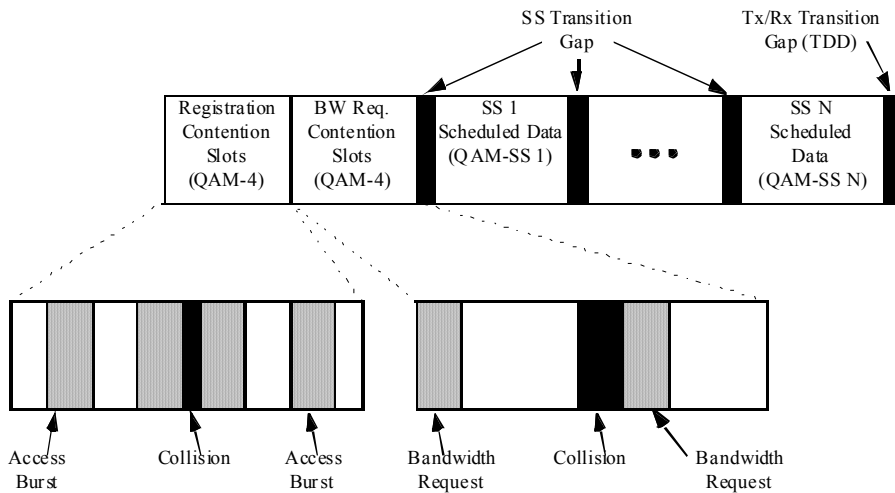 SS Transition
Gap
Tx/Rx Transition
Gap (TDD)
Registration
Contention
Slots
(QAM-4)
BW Req.
Contention
Slots
(QAM-4)
SS 1
Scheduled Data
(QAM-SS 1)
SS N
Scheduled
Data
(QAM-SS N)
Access
Burst
Collision
Access
Burst
Bandwidth
Request
Collision
Bandwidth
Request